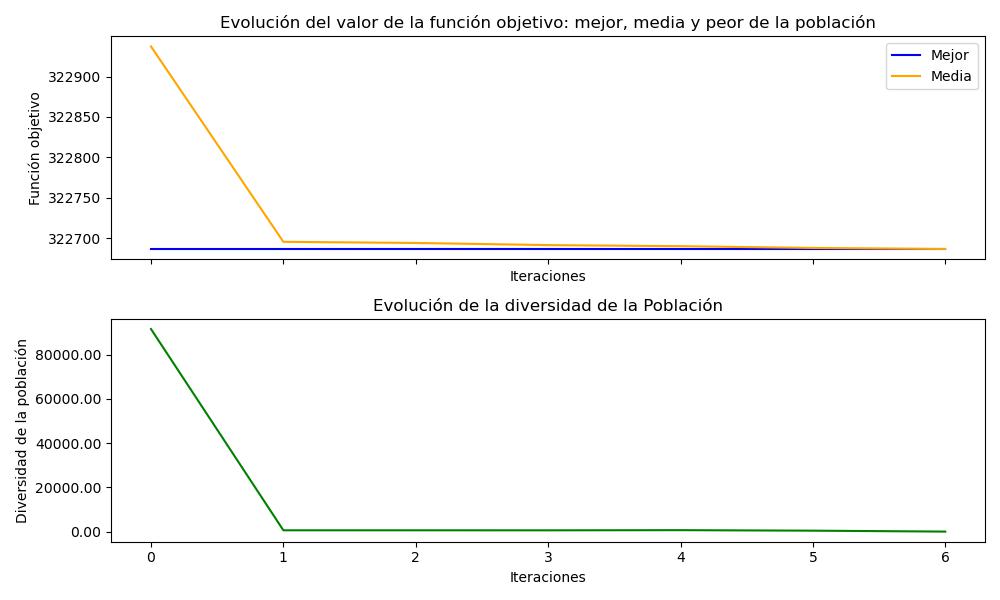 Evolución del valor de la función objetivo: mejor, media y peor de la población
Mejor
Media
322900
322850
322800
322750
322700
Función objetivo
Iteraciones
Evolución de la diversidad de la Población
80000.00
60000.00
40000.00
20000.00
0.00
Diversidad de la población
0 1 2 3 4 5 6
Iteraciones